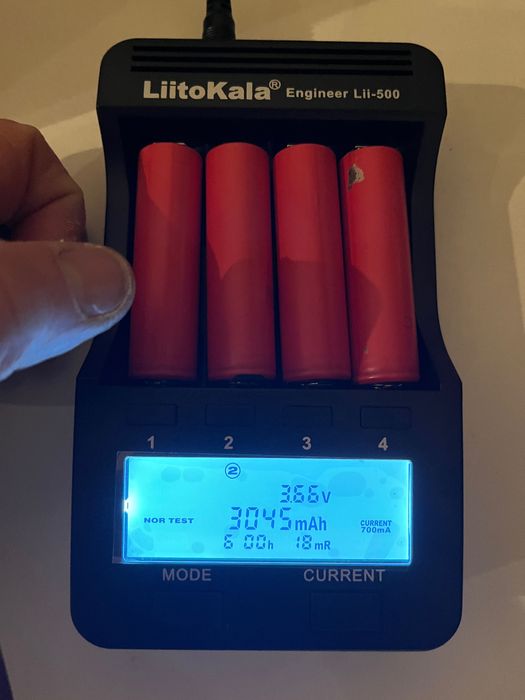 LiitoKala® Engineer Lii-500
1 2 3 4
②
3.66V
NOR TEST 3045mAh CURRENT 700mA
6 00h 18mR
MODE CURRENT